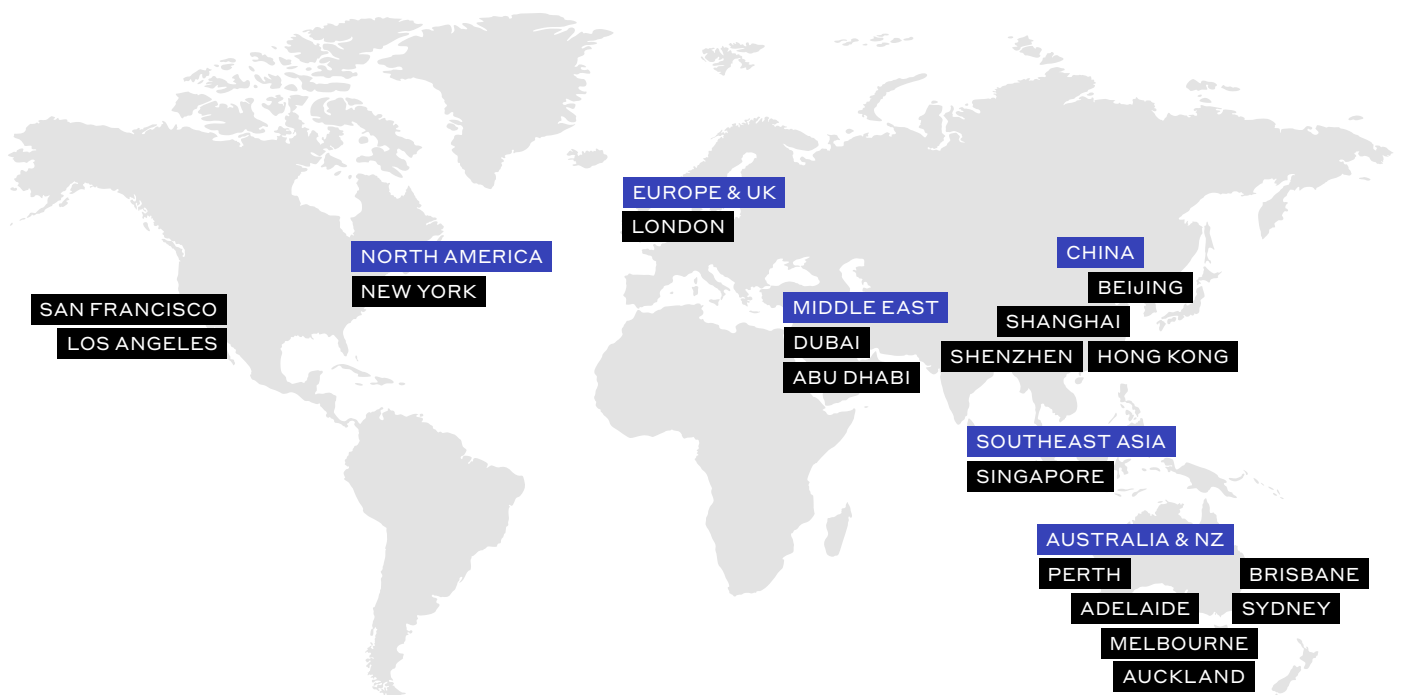 NORTH AMERICA
NEW YORK
SAN FRANCISCO
LOS ANGELES
EUROPE & UK
LONDON
MIDDLE EAST
DUBAI
ABU DHABI
CHINA
BEIJING
SHANGHAI
SHENZHEN
HONG KONG
SOUTHEAST ASIA
SINGAPORE
AUSTRALIA & NZ
PERTH
BRISBANE
ADELAIDE
SYDNEY
MELBOURNE
AUCKLAND